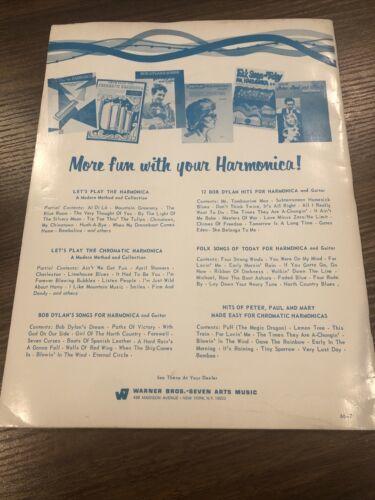 More fun with your Harmonica!
LET'S PLAY THE HARMONICA
A Modern Method and Collection
Partial Contents: Al Di Là - Mountain Greenery - The
Blue Room - The Very Thought Of You - By The Light Of
The Silvery Moon - Tip Toe Thru' The Tulips - Chinatown,
My Chinatown - Hush-A-Bye - When My Dreamboat Comes
Home - Bombolina - and others
LET'S PLAY THE CHROMATIC HARMONICA
A Modern Method and Collection
Partial Contents: Ain't We Got Fun - April Showers -
Charleston - Limehouse Blues - It Had To Be You - I'm
Forever Blowing Bubbles - Listen People - I'm Just Wild
About Harry - I Like Mountain Music - Smiles - Fine And
Dandy - and others
BOB DYLAN'S SONGS FOR HARMONICA and Guitar
Contents: Bob Dylan's Dream - Paths Of Victory - With
God On Our Side - Girl Of The North Country - Farewell -
Seven Curses - Boots Of Spanish Leather - A Hard Rain's
A Gonna Fall - Walls Of Red Wing - When The Ship Comes
In - Blowin' In The Wind - Eternal Circle
12 BOB DYLAN HITS FOR HARMONICA and Guitar
Contents: Mr. Tambourine Man - Subterranean Homesick
Blues - Don't Think Twice, It's All Right - All I Really
Want To Do - The Times They Are A-Changin' - It Ain't
Me Babe - Masters Of War - Love Minus Zero/No Limit
- Chimes Of Freedom - Tomorrow Is A Long Time - Gates
Eden - She Belongs To Me
FOLK SONGS OF TODAY FOR HARMONICA and Guitar
Contents: Four Strong Winds - You Were On My Mind - For
Lovin' Me - Early Mornin' Rain - If You Gotta Go, Go
Now - Ribbon Of Darkness - Walkin' Down The Line -
Michael, Row The Boat Ashore - Faded Blue - Four Rode
By - Lay Down Your Heavy Tune - North Country Blues
HITS OF PETER, PAUL AND MARY
MADE EASY FOR CHROMATIC HARMONICAS
Contents: Puff (The Magic Dragon) - Lemon Tree - This
Train - For Lovin' Me - The Times They Are A-Changin' -
Blowin' In The Wind - Gone The Rainbow - Early In The
Morning - It's Raining - Tiny Sparrow - Very Last Day -
Bamboo
See These At Your Dealer
WARNER BROS.-SEVEN ARTS MUSIC
488 MADISON AVENUE - NEW YORK, N.Y. 10022